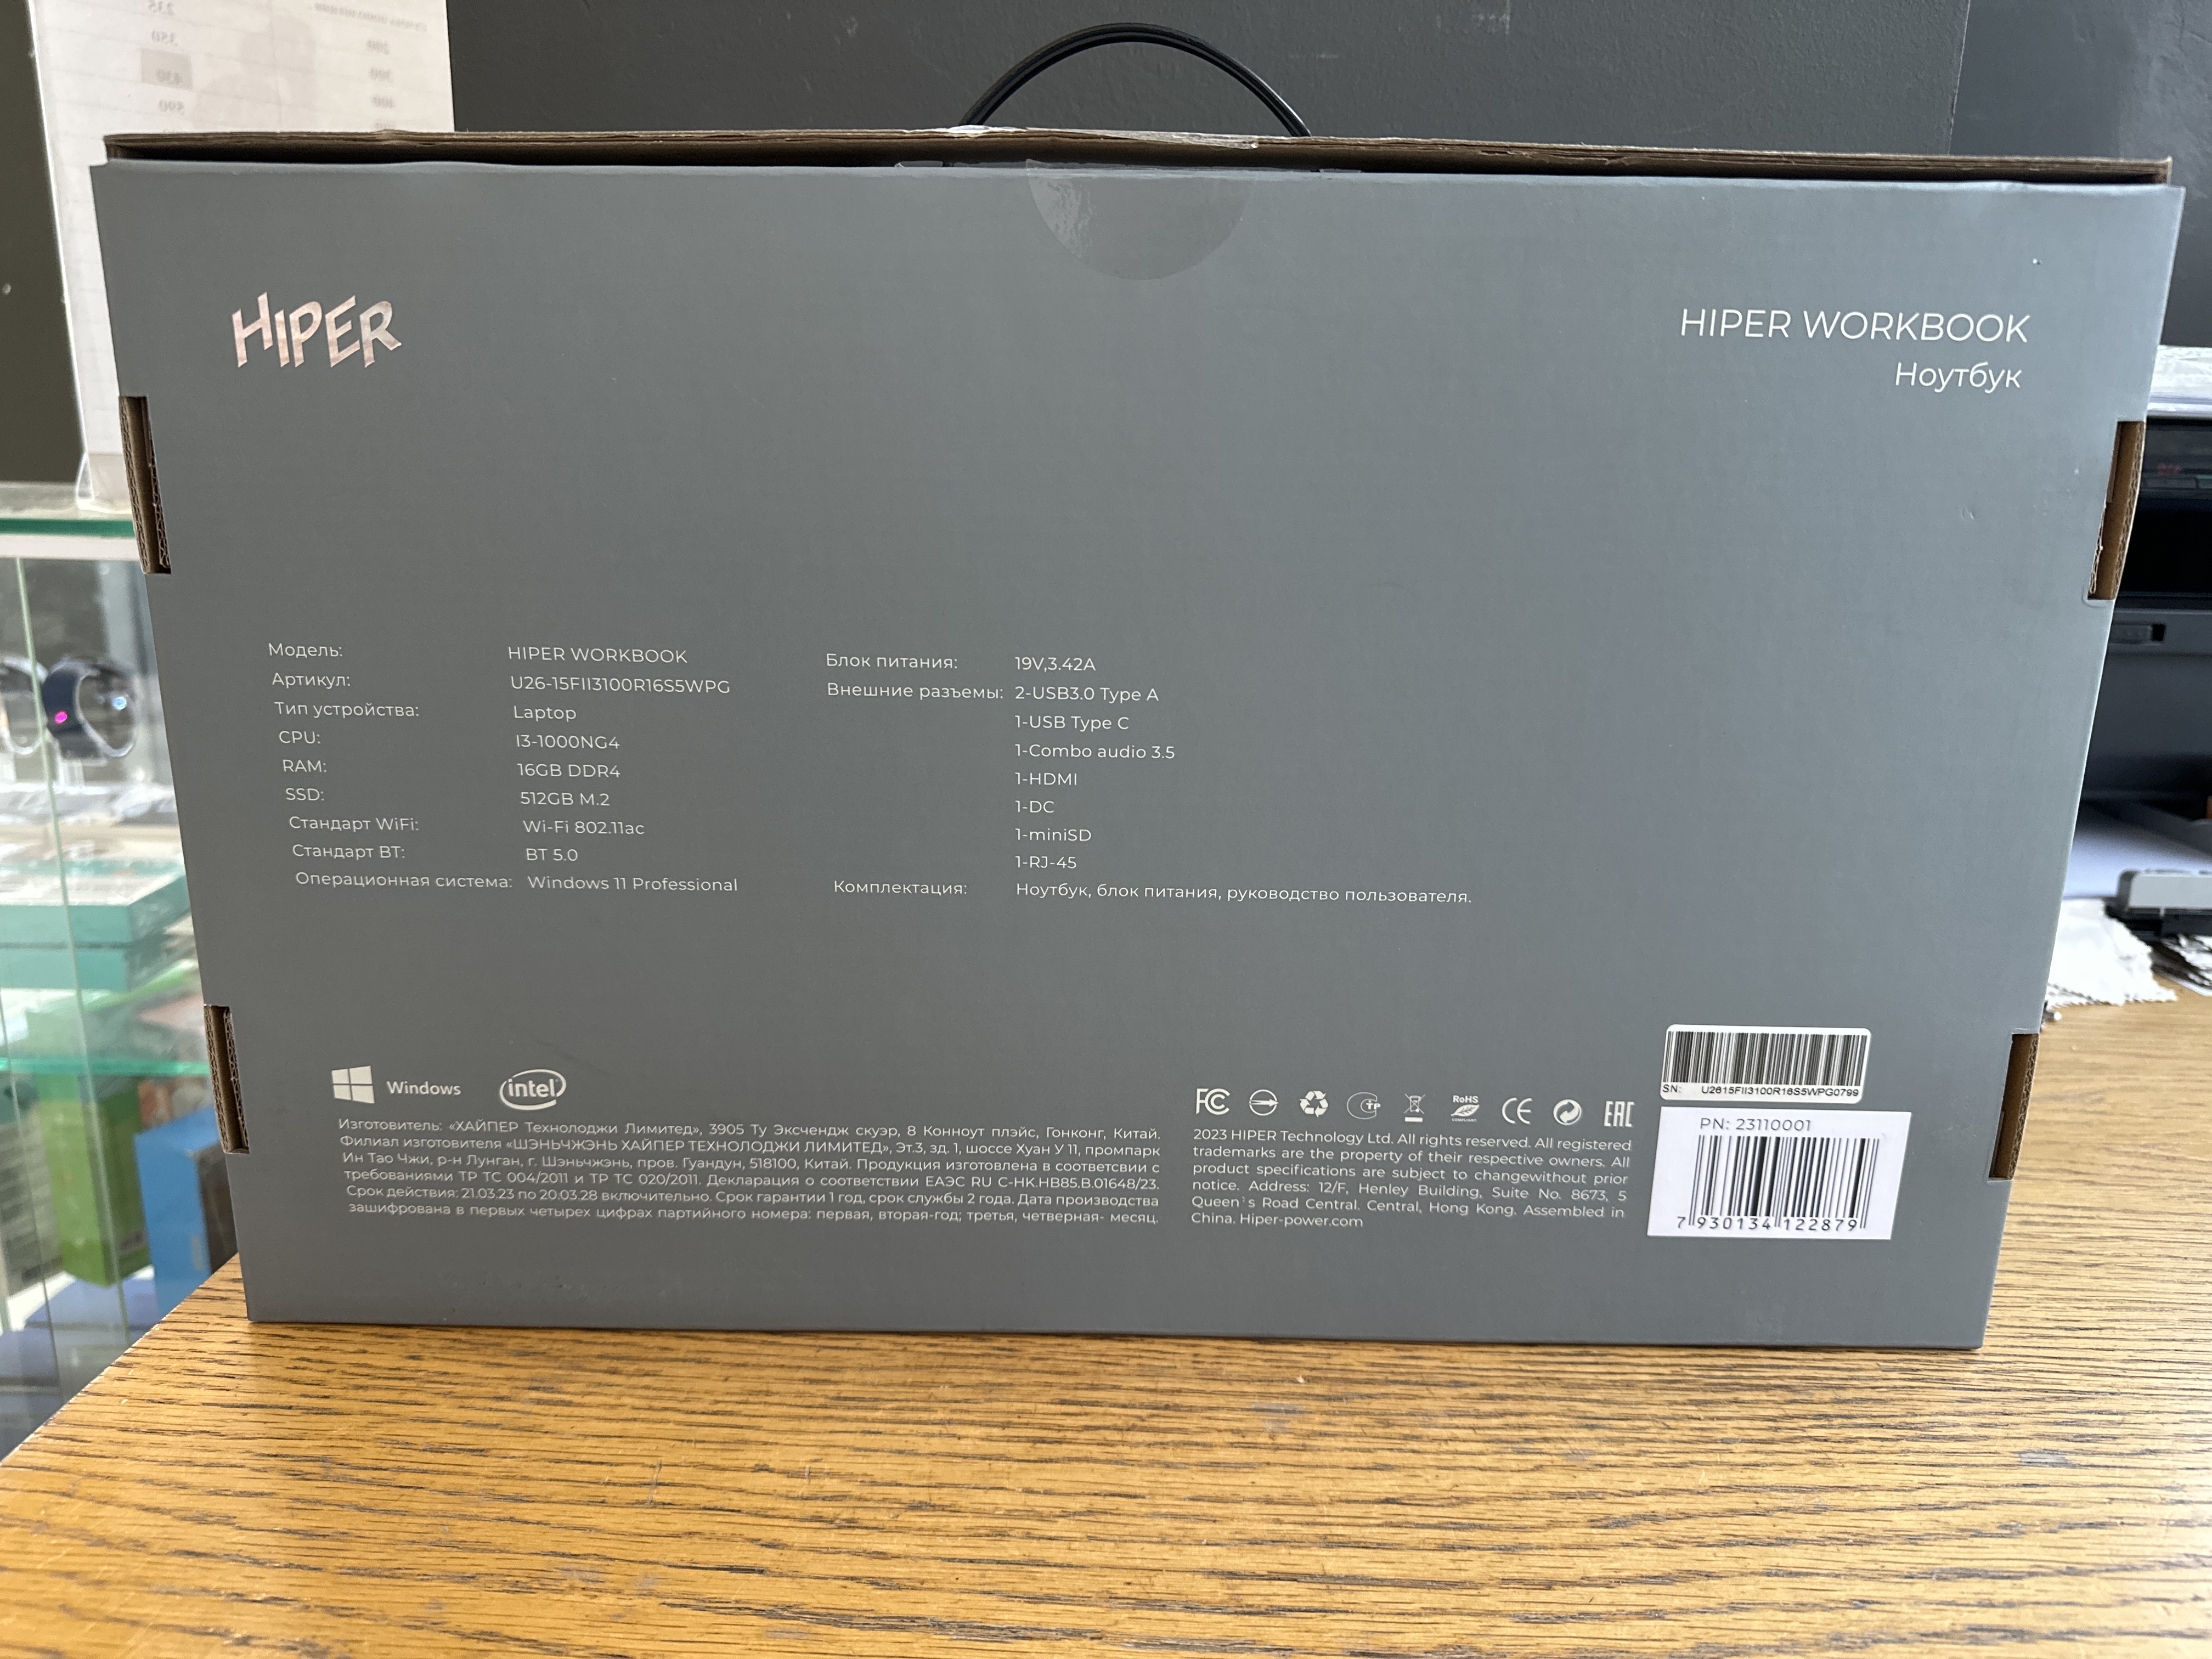 HIPER
HIPER WORKBOOK
Ноутбук
Модель: HIPER WORKBOOK
Артикул: U26-15FII3100R16S5WPG
Тип устройства: Laptop
CPU: I3-1000NG4
RAM: 16GB DDR4
SSD: 512GB M.2
Стандарт WiFi: Wi-Fi 802.11ac
Стандарт BT: BT 5.0
Операционная система: Windows 11 Professional
Блок питания: 19V,3.42A
Внешние разъемы: 2-USB3.0 Type A
1-USB Type C
1-Combo audio 3.5
1-HDMI
1-DC
1-miniSD
1-RJ-45
Комплектация: Ноутбук, блок питания, руководство пользователя.
Windows
intel
Изготовитель: «ХАЙПЕР Технолоджи Лимитед», 3905 Ту Эксчендж скуэр, 8 Конноут плэйс, Гонконг, Китай.
Филиал изготовителя «ШЭНЬЧЖЭНЬ ХАЙПЕР ТЕХНОЛОДЖИ ЛИМИТЕД», Эт.3, зд. 1, шоссе Хуан У 11, промпарк
Ин Тао Чжи, р-н Лунган, г. Шэньчжэнь, пров. Гуандун, 518100, Китай. Продукция изготовлена в соответсвии с
требованиями ТР ТС 004/2011 и ТР ТС 020/2011. Декларация о соответствии ЕАЭС RU C-HK.HB85.B.01648/23.
Срок действия: 21.03.23 по 20.03.28 включительно. Срок гарантии 1 год, срок службы 2 года. Дата производства
зашифрована в первых четырех цифрах партийного номера: первая, вторая-год; третья, четверная- месяц.
FC
CTP
RoHS
COMPLIANT
CE
EAC
2023 HIPER Technology Ltd. All rights reserved. All registered
trademarks are the property of their respective owners. All
product specifications are subject to changewithout prior
notice. Address: 12/F, Henley Building, Suite No. 8673, 5
Queen's Road Central. Central, Hong Kong. Assembled in
China. Hiper-power.com
SN: U2615FII3100R16S5WPG0799
PN: 23110001
7 930134 122879